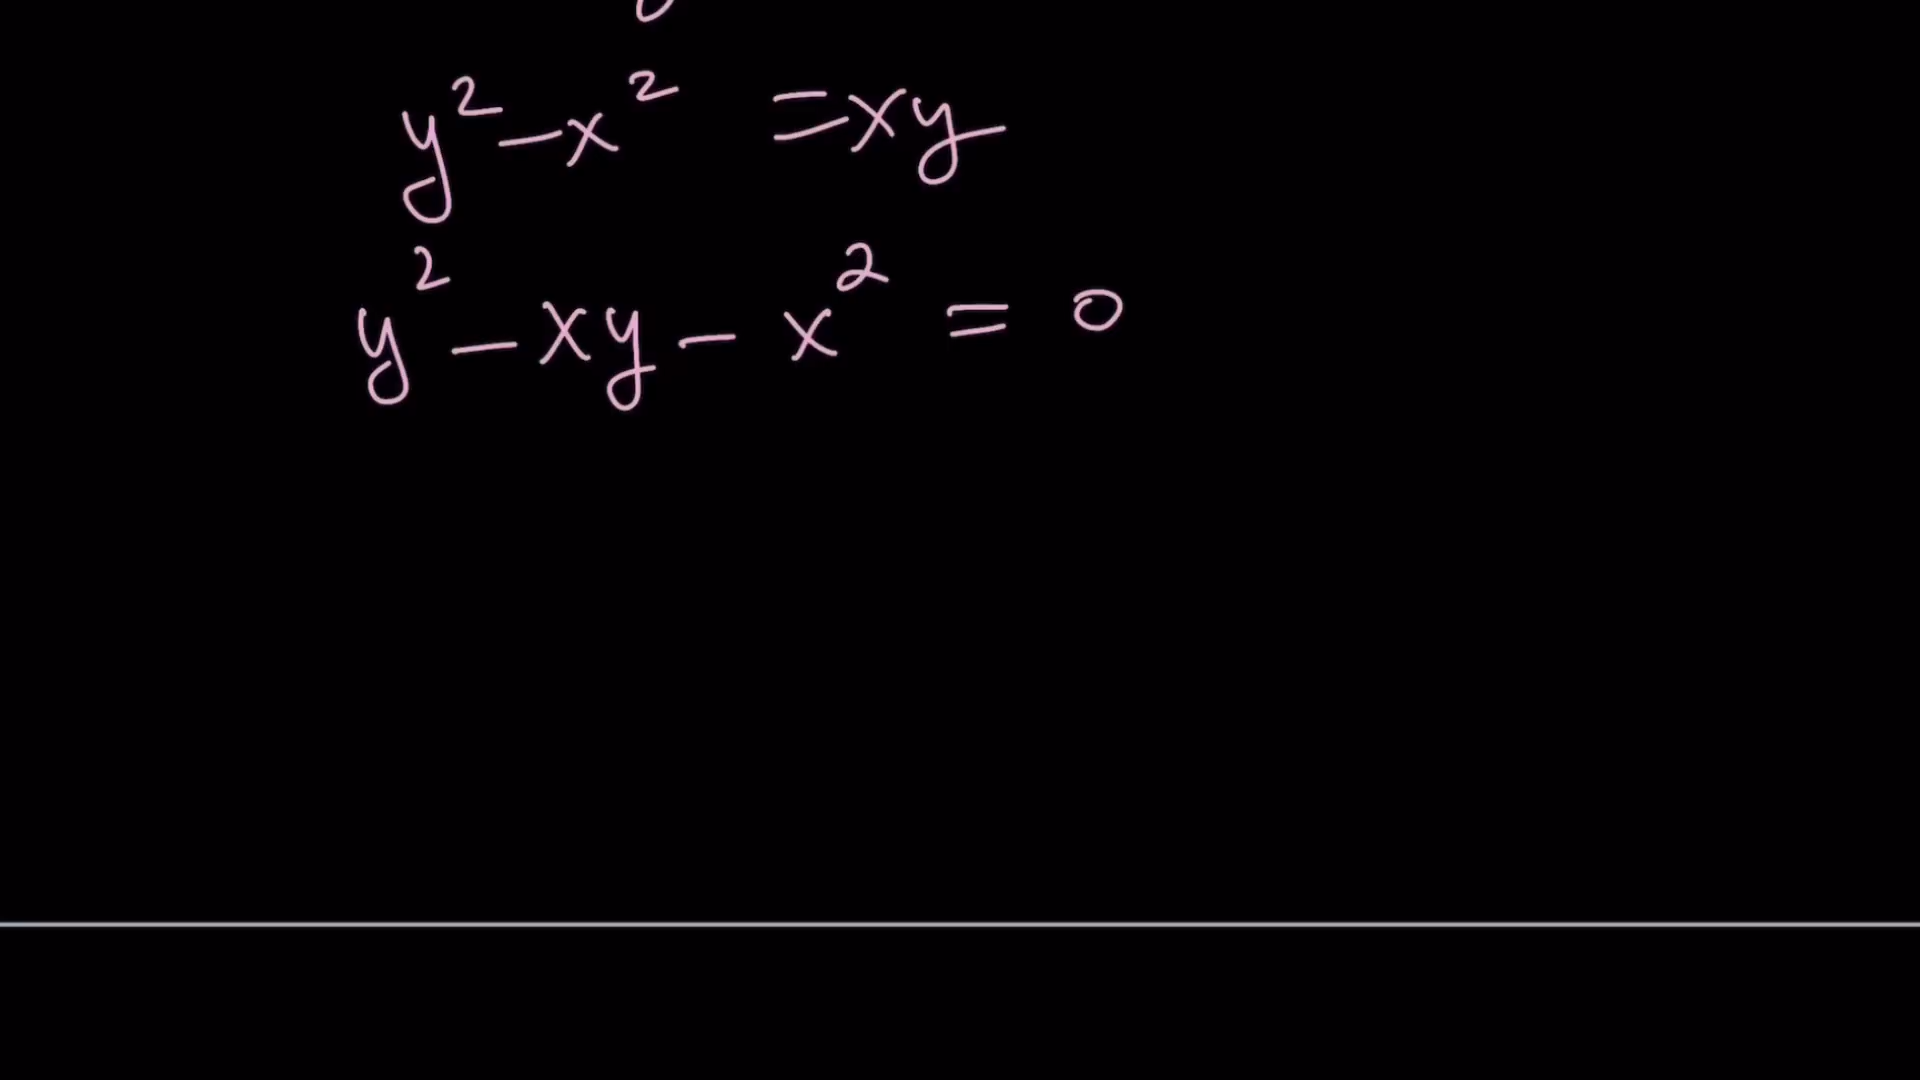 y² - x² = xy
y² - xy - x² = 0